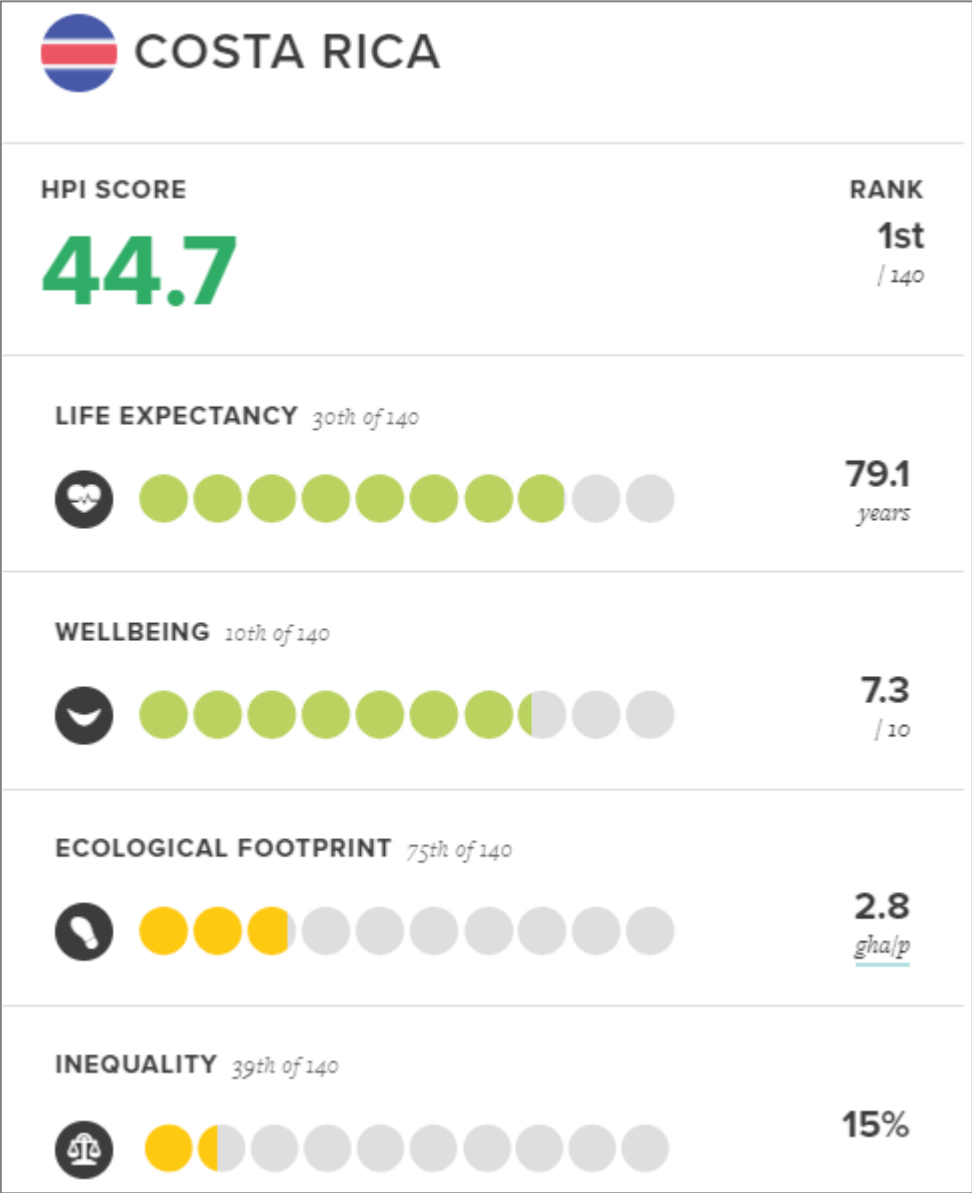 COSTA RICA
HPI SCORE
44.7
RANK
1st
/ 140
LIFE EXPECTANCY 30th of 140
79.1
years
WELLBEING 10th of 140
7.3
/ 10
ECOLOGICAL FOOTPRINT 75th of 140
2.8
gha/p
INEQUALITY 39th of 140
15%